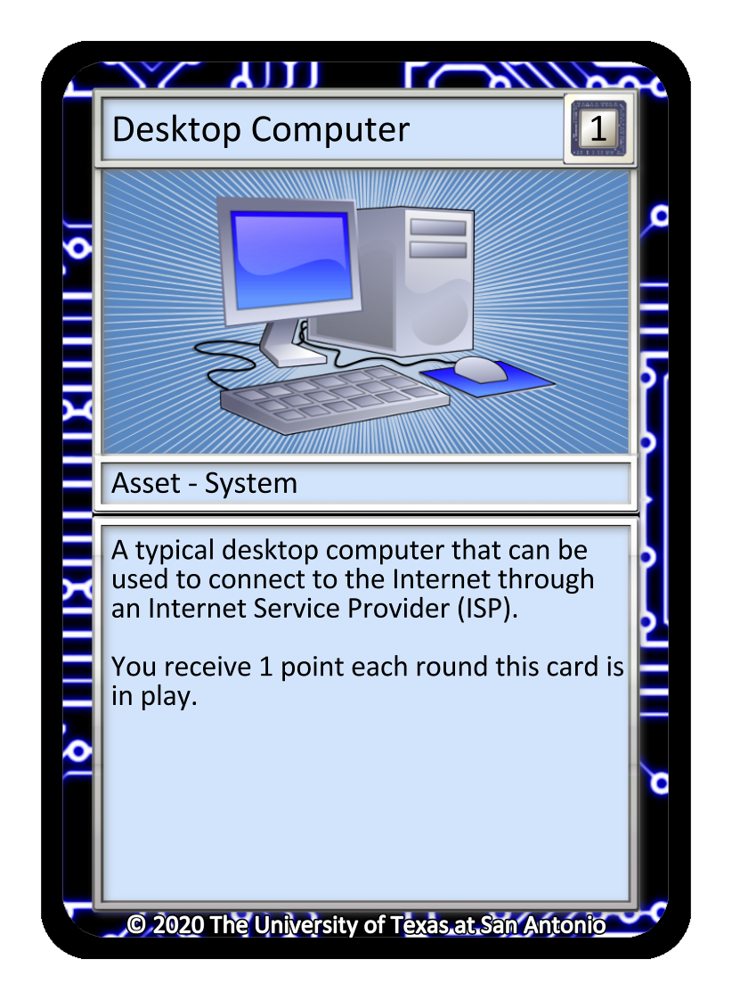 Desktop Computer
1
Asset - System
A typical desktop computer that can be
used to connect to the Internet through
an Internet Service Provider (ISP).
You receive 1 point each round this card is
in play.
© 2020 The University of Texas at San Antonio